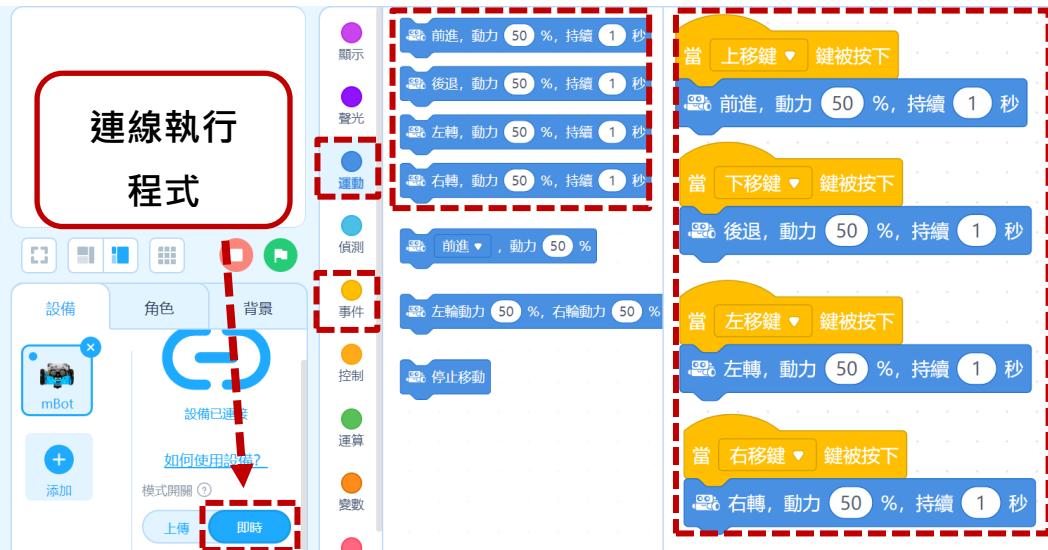 連線執行
程式
設備
角色
背景
mBot
添加
設備已連接
如何使用設備?
模式開關 ?
上傳
即時
顯示
聲光
運動
偵測
事件
控制
運算
變數
前進, 動力 50 %, 持續 1 秒
後退, 動力 50 %, 持續 1 秒
左轉, 動力 50 %, 持續 1 秒
右轉, 動力 50 %, 持續 1 秒
前進 , 動力 50 %
左輪動力 50 %, 右輪動力 50 %
停止移動
當 上移鍵 鍵被按下
前進, 動力 50 %, 持續 1 秒
當 下移鍵 鍵被按下
後退, 動力 50 %, 持續 1 秒
當 左移鍵 鍵被按下
左轉, 動力 50 %, 持續 1 秒
當 右移鍵 鍵被按下
右轉, 動力 50 %, 持續 1 秒